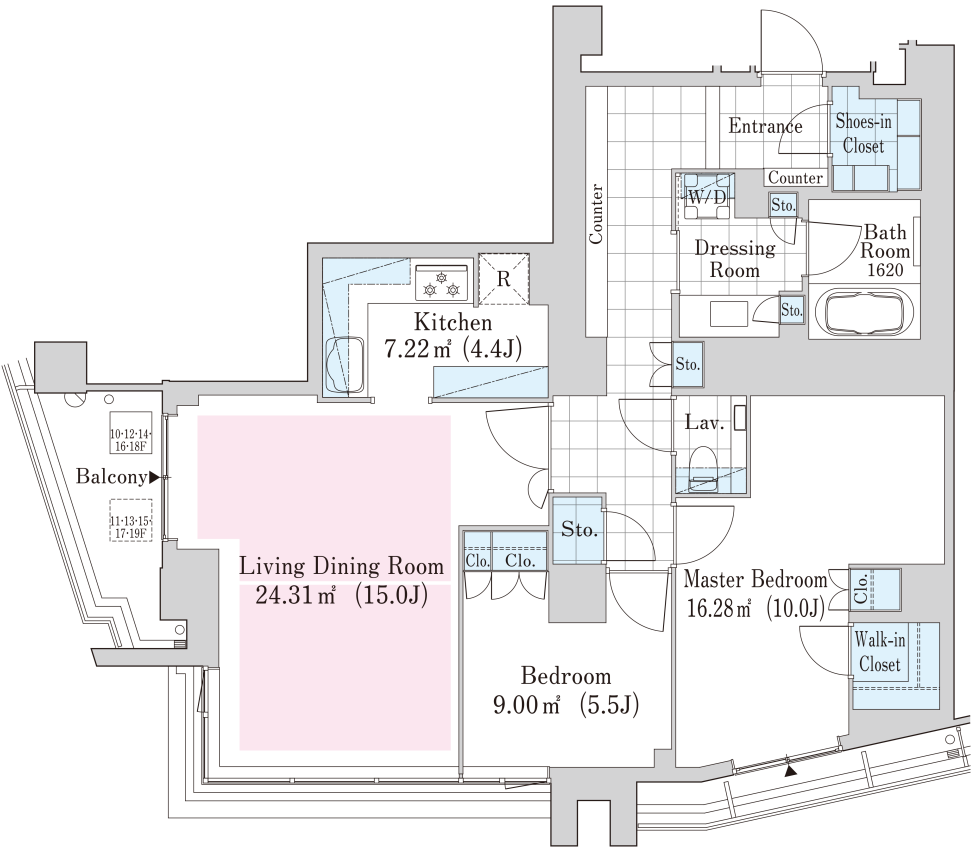 Entrance
Shoes-in
Closet
Counter
Counter
W/D
Sto.
Dressing
Room
Bath
Room
1620
Sto.
R
Kitchen
7.22㎡ (4.4J)
Sto.
Lav.
10·12·14·
16·18F
Balcony
11·13·15·
17·19F
Sto.
Clo.
Clo.
Living Dining Room
24.31㎡ (15.0J)
Master Bedroom
16.28㎡ (10.0J)
Clo.
Walk-in
Closet
Bedroom
9.00㎡ (5.5J)